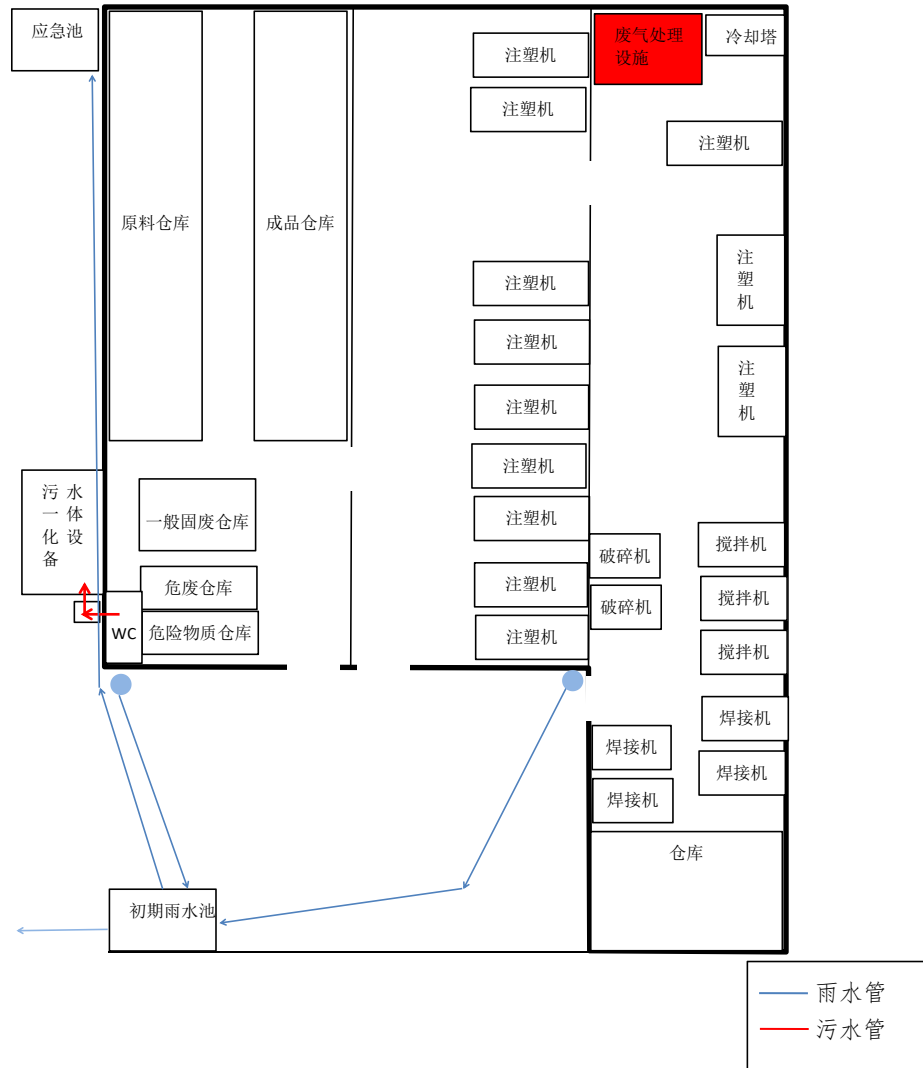 应急池
注塑机
废气处理
设施
冷却塔
注塑机
注塑机
原料仓库
成品仓库
注
塑
机
注塑机
注塑机
注
塑
机
注塑机
注塑机
污 水
一 体
化 设
备
一般固废仓库
注塑机
破碎机
搅拌机
危废仓库
注塑机
破碎机
搅拌机
WC
危险物质仓库
注塑机
搅拌机
焊接机
焊接机
焊接机
焊接机
仓库
初期雨水池
雨水管
污水管